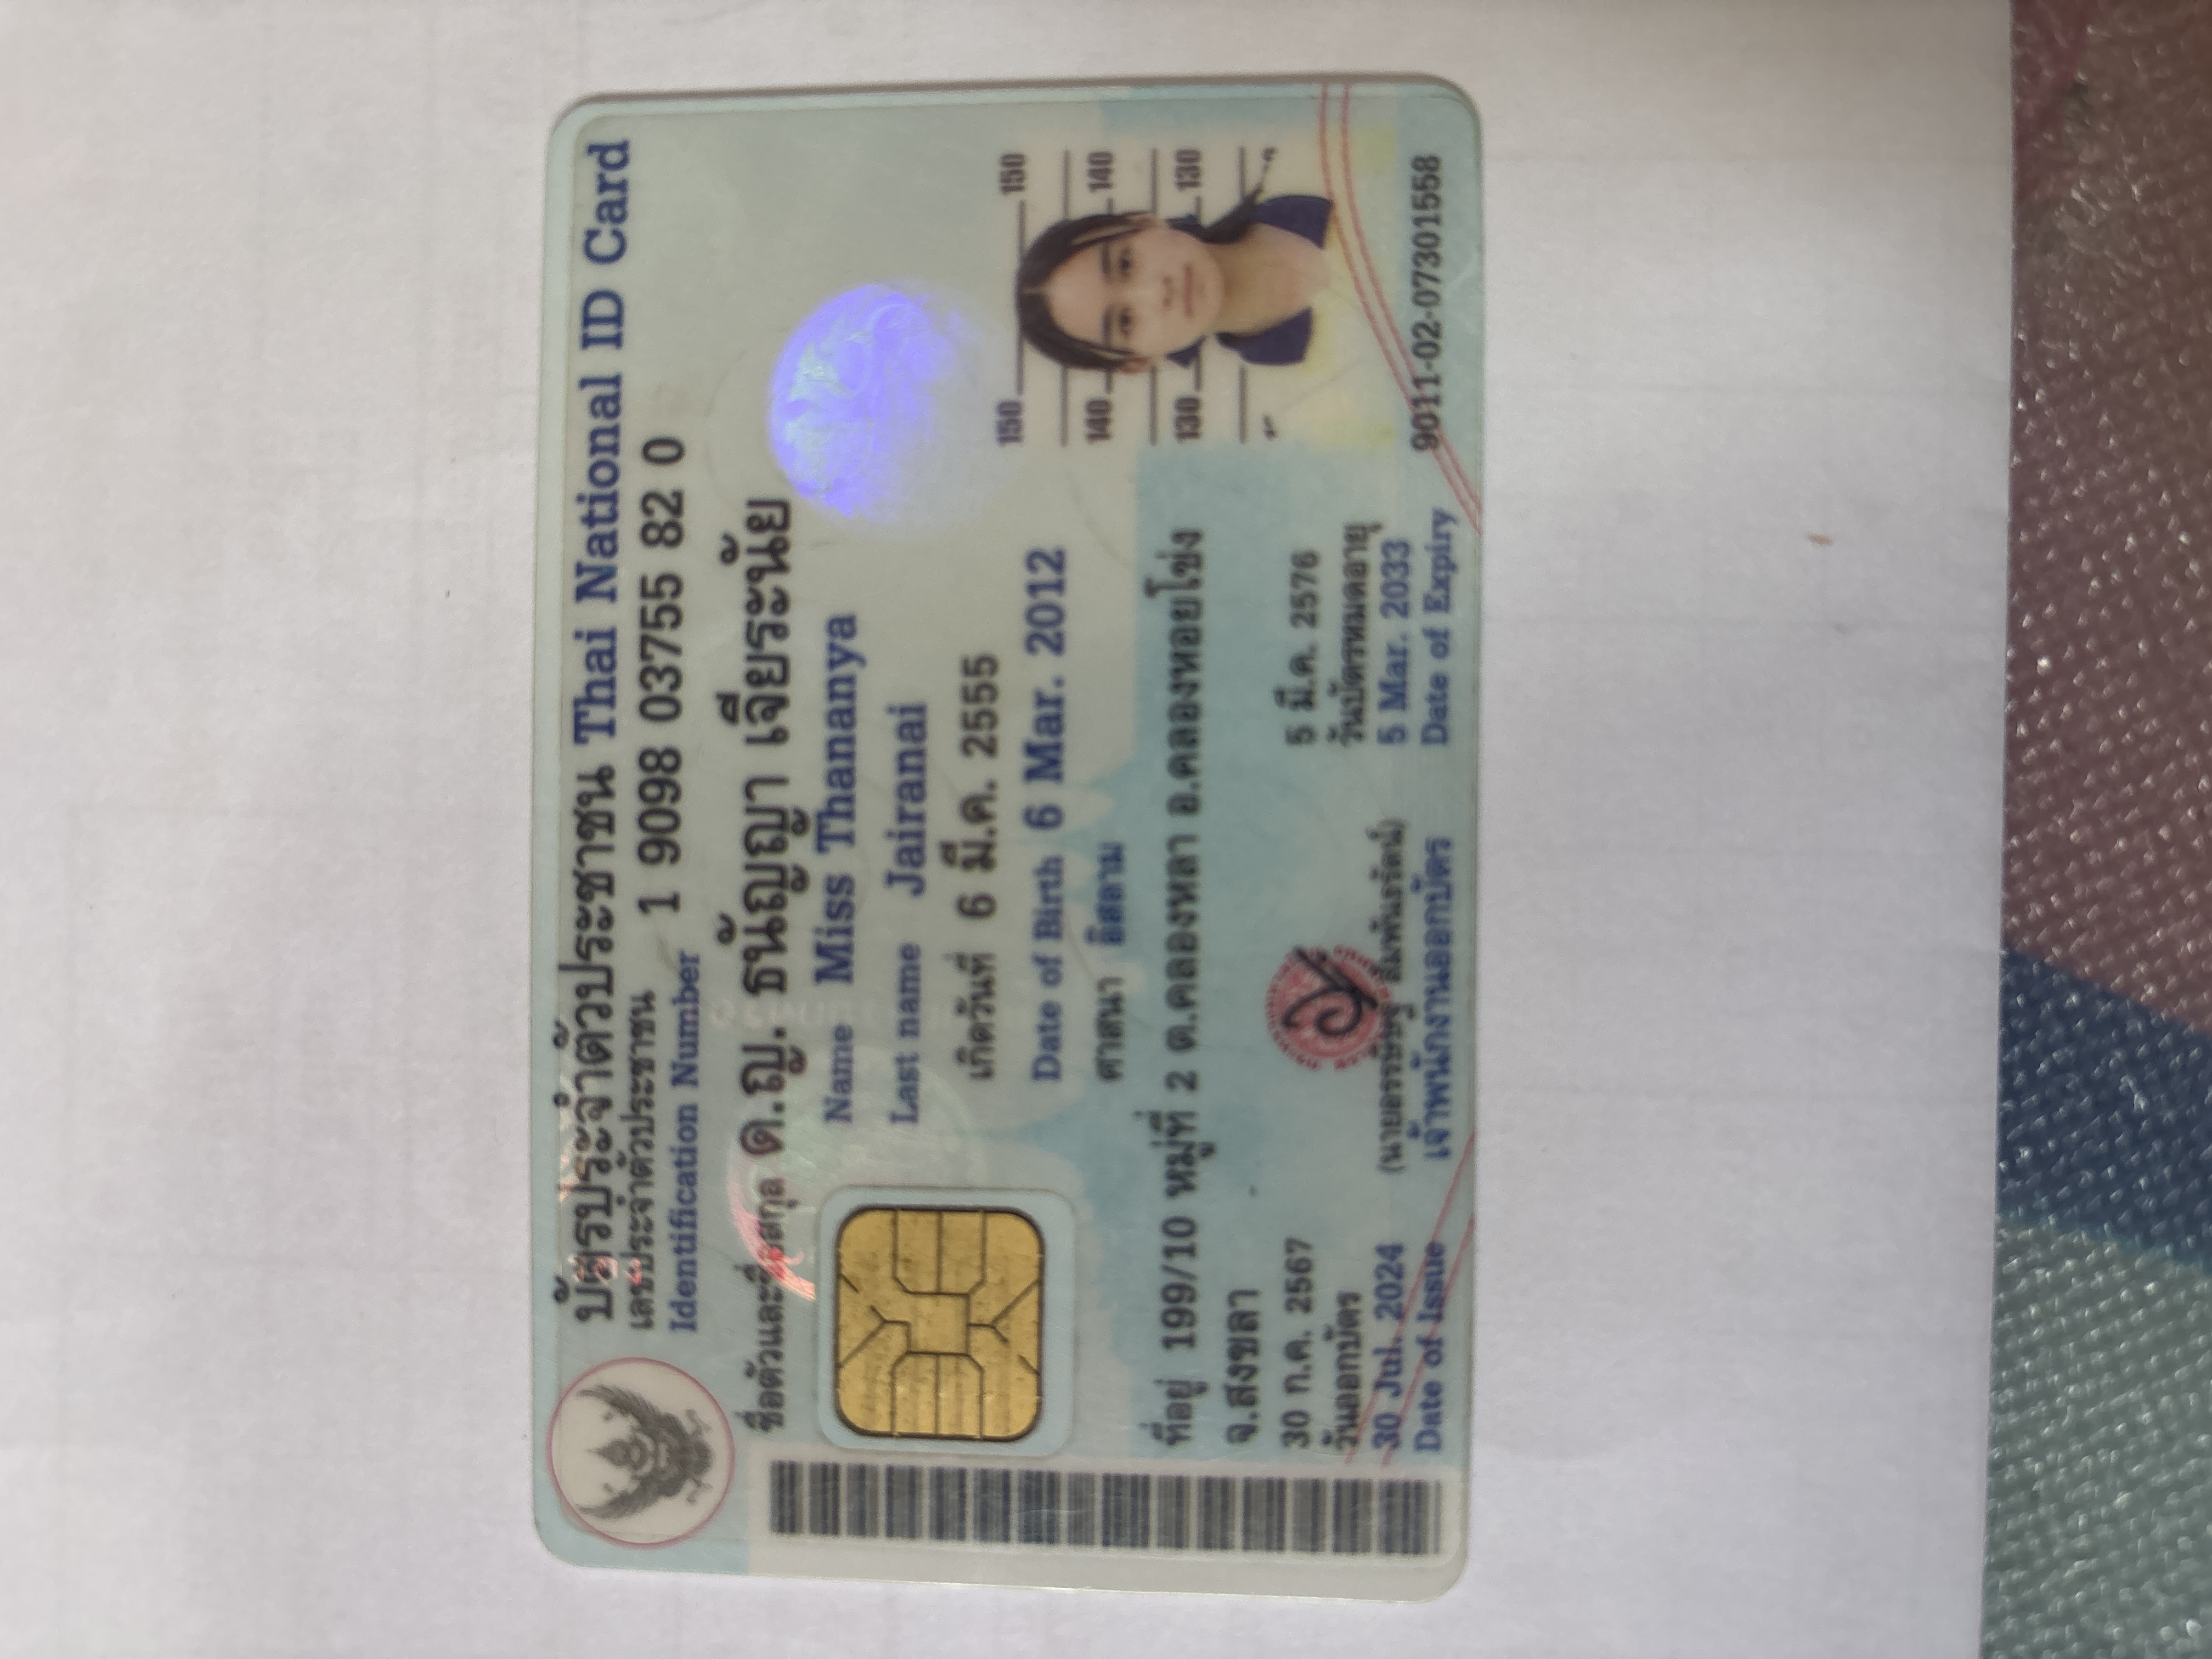 บัตรประจำตัวประชาชน Thai National ID Card
เลขประจำตัวประชาชน 1 9098 03755 82 0
Identification Number
ชื่อตัวและชื่อสกุล ด.ญ. ธนัญญา เจียระนัย
Name Miss Thananya
Last name Jairanai
เกิดวันที่ 6 มี.ค. 2555
Date of Birth 6 Mar. 2012
ศาสนา อิสลาม
ที่อยู่ 199/10 หมู่ที่ 2 ต.คลองหลา อ.คลองหอยโข่ง
จ.สงขลา
30 ก.ค. 2567
วันออกบัตร
30 Jul. 2024
Date of Issue
เจ้าพนักงานออกบัตร
5 มี.ค. 2576
วันบัตรหมดอายุ
5 Mar. 2033
Date of Expiry
150 150
140 140
130 130
9011-02-07301558